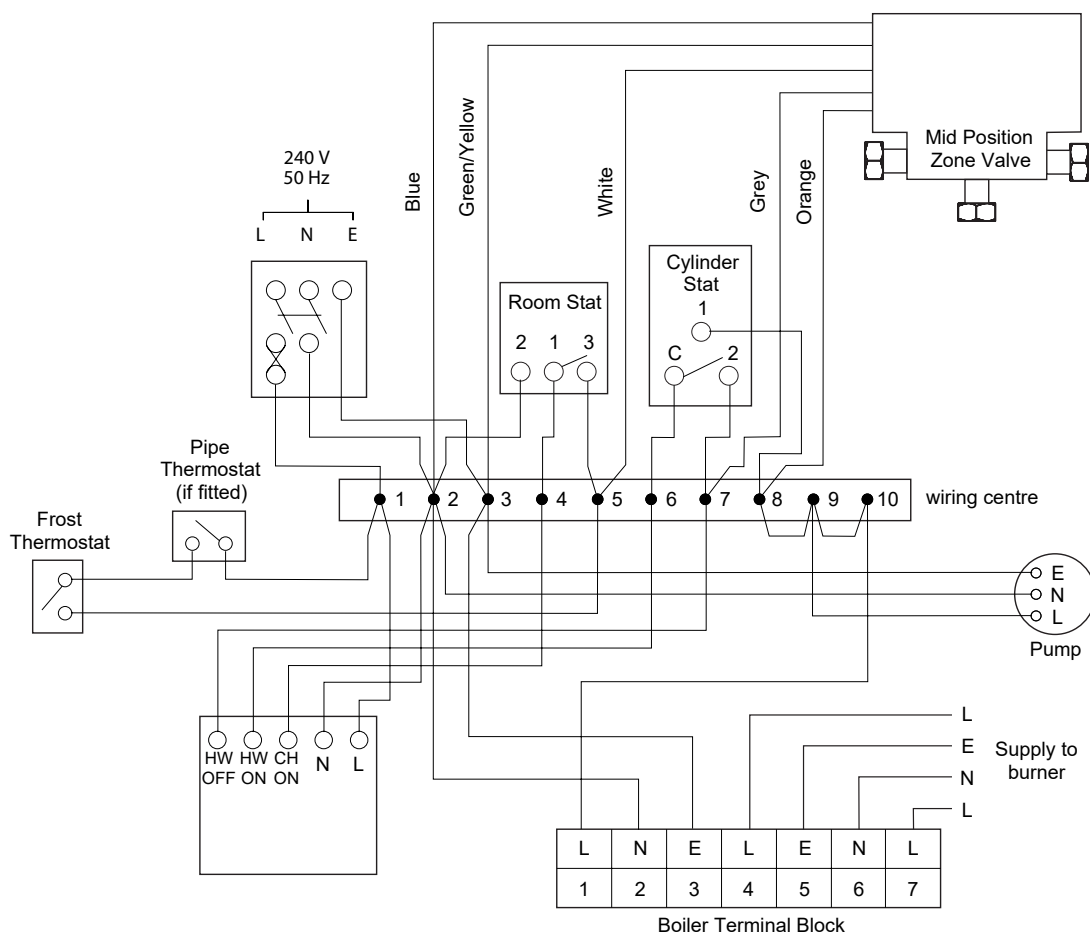 Mid Position
Zone Valve
240 V
50 Hz
L N E
Blue
Green/Yellow
White
Grey
Orange
Room Stat
2 1 3
Cylinder
Stat
1
C 2
Pipe
Thermostat
(if fitted)
Frost
Thermostat
1 2 3 4 5 6 7 8 9 10
wiring centre
E
N
L
Pump
HW
OFF
HW
ON
CH
ON
N
L
L
E
N
L
Supply to
burner
L N E L E N L
1 2 3 4 5 6 7
Boiler Terminal Block